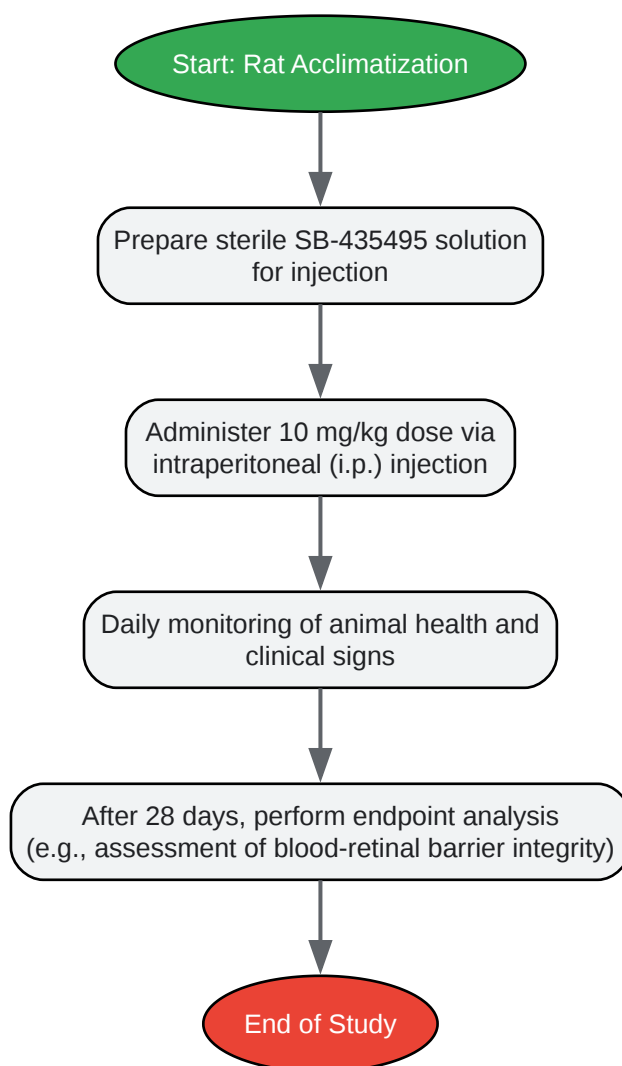 Start: Rat Acclimatization
Prepare sterile SB-435495 solution
for injection
Administer 10 mg/kg dose via
intraperitoneal (i.p.) injection
Daily monitoring of animal health and
clinical signs
After 28 days, perform endpoint analysis
(e.g., assessment of blood-retinal barrier integrity)
End of Study